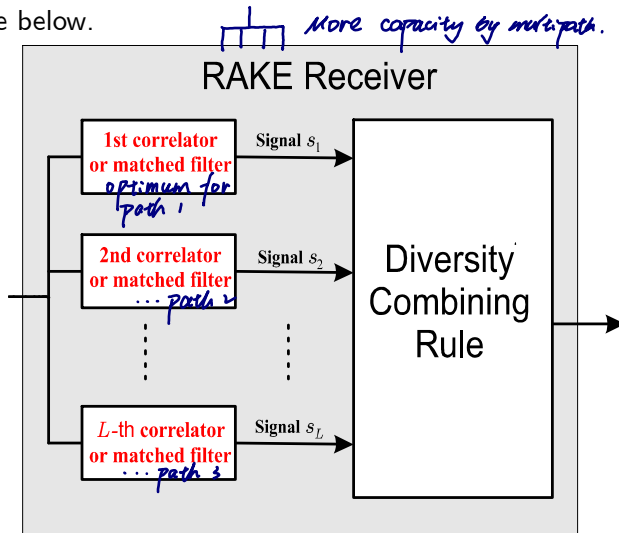 e below.
More capacity by multipath.
RAKE Receiver
1st correlator
or matched filter
optimum for
path 1
Signal s₁
2nd correlator
or matched filter
... path 2
Signal s₂
L-th correlator
or matched filter
... path 3
Signal s_L
Diversity
Combining
Rule